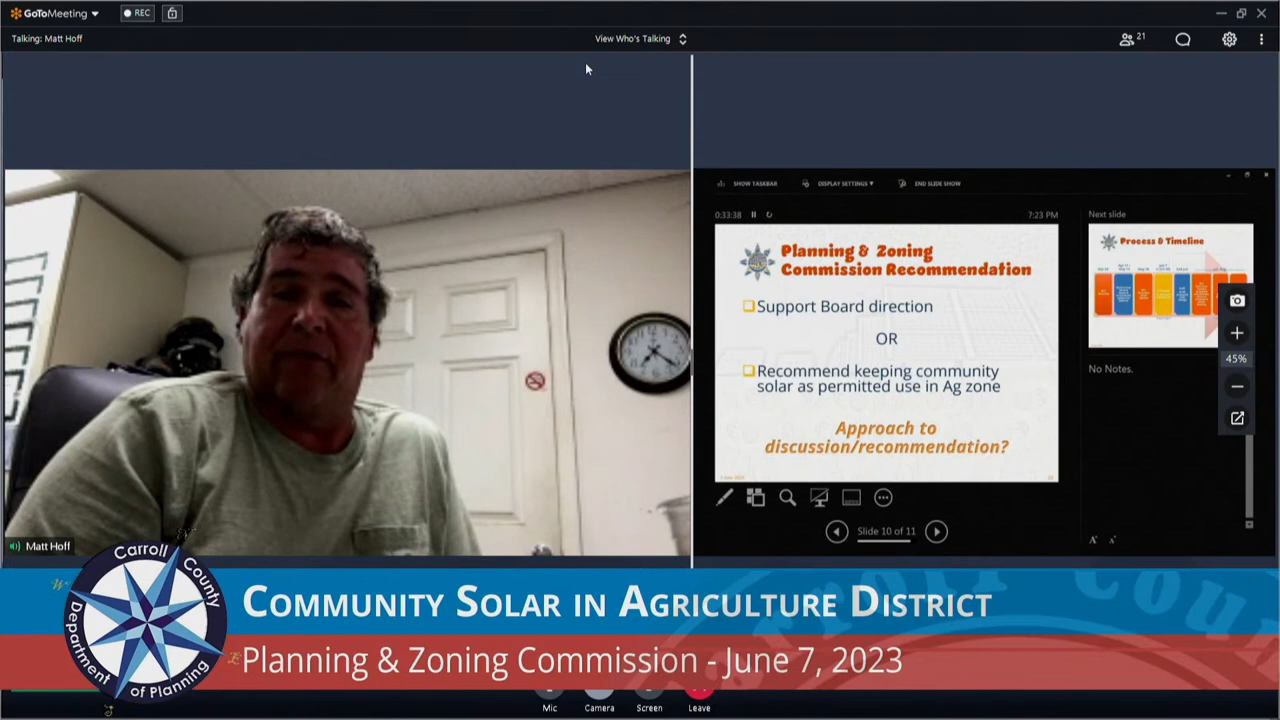 GoToMeeting
REC
Talking: Matt Hoff
View Who's Talking
21
SHOW TASKBAR
DISPLAY SETTINGS
END SLIDE SHOW
0:33:38
7:23 PM
Planning & Zoning
Commission Recommendation
Support Board direction
OR
Recommend keeping community
solar as permitted use in Ag zone
Approach to
discussion/recommendation?
Slide 10 of 11
Next slide
Process & Timeline
No Notes.
45%
Matt Hoff
Carroll County
Department of Planning
Community Solar in Agriculture District
Planning & Zoning Commission - June 7, 2023
Mic
Camera
Screen
Leave